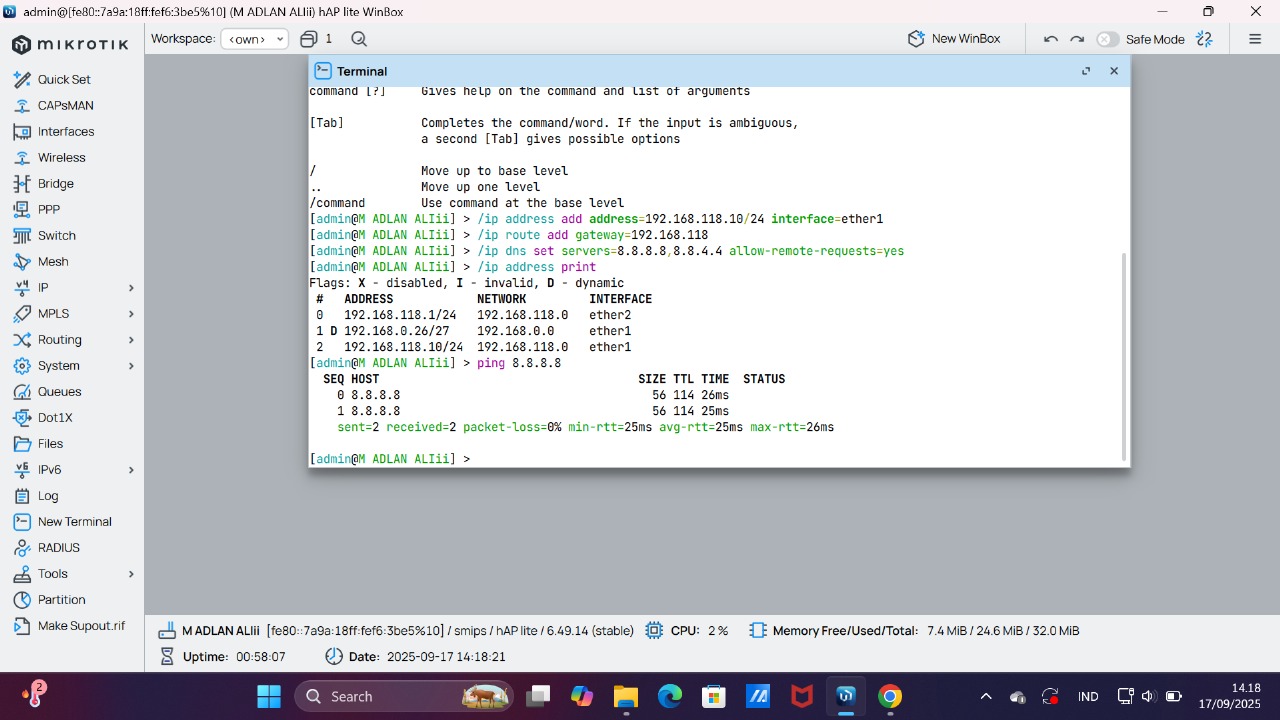 admin@[fe80::7a9a:18ff:fef6:3be5%10] (M ADLAN ALIii) hAP lite WinBox
mikrotik
Workspace: <own> 1
New WinBox
Safe Mode
Quick Set
CAPsMAN
Interfaces
Wireless
Bridge
PPP
Switch
Mesh
IP
MPLS
Routing
System
Queues
Dot1X
Files
IPv6
Log
New Terminal
RADIUS
Tools
Partition
Make Supout.rif
Terminal
command [?] Gives help on the command and list of arguments
[Tab] Completes the command/word. If the input is ambiguous,
a second [Tab] gives possible options
/ Move up to base level
.. Move up one level
/command Use command at the base level
[admin@M ADLAN ALIii] > /ip address add address=192.168.118.10/24 interface=ether1
[admin@M ADLAN ALIii] > /ip route add gateway=192.168.118
[admin@M ADLAN ALIii] > /ip dns set servers=8.8.8.8,8.8.4.4 allow-remote-requests=yes
[admin@M ADLAN ALIii] > /ip address print
Flags: X - disabled, I - invalid, D - dynamic
# ADDRESS NETWORK INTERFACE
0 192.168.118.1/24 192.168.118.0 ether2
1 D 192.168.0.26/27 192.168.0.0 ether1
2 192.168.118.10/24 192.168.118.0 ether1
[admin@M ADLAN ALIii] > ping 8.8.8.8
SEQ HOST SIZE TTL TIME STATUS
0 8.8.8.8 56 114 26ms
1 8.8.8.8 56 114 25ms
sent=2 received=2 packet-loss=0% min-rtt=25ms avg-rtt=25ms max-rtt=26ms
[admin@M ADLAN ALIii] >
M ADLAN ALIii [fe80::7a9a:18ff:fef6:3be5%10] / smips / hAP lite / 6.49.14 (stable) CPU: 2 % Memory Free/Used/Total: 7.4 MiB / 24.6 MiB / 32.0 MiB
Uptime: 00:58:07 Date: 2025-09-17 14:18:21
2
Search
IND
14.18
17/09/2025